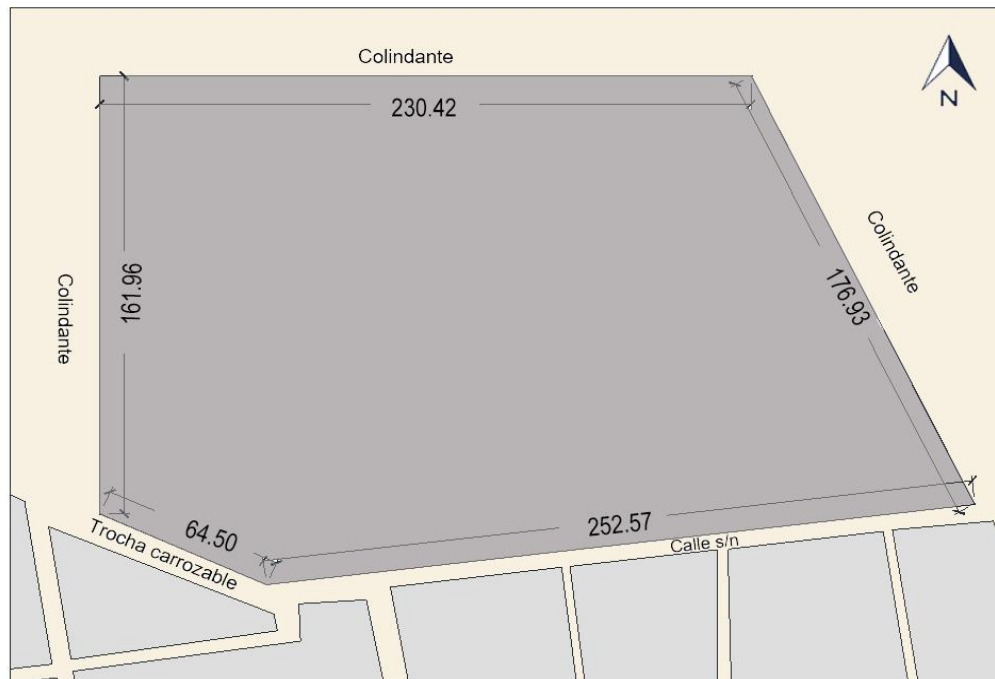 Colindante
N
230.42
Colindante
176.93
161.96
Colindante
64.50
252.57
Trocha carrozable
Calle s/n